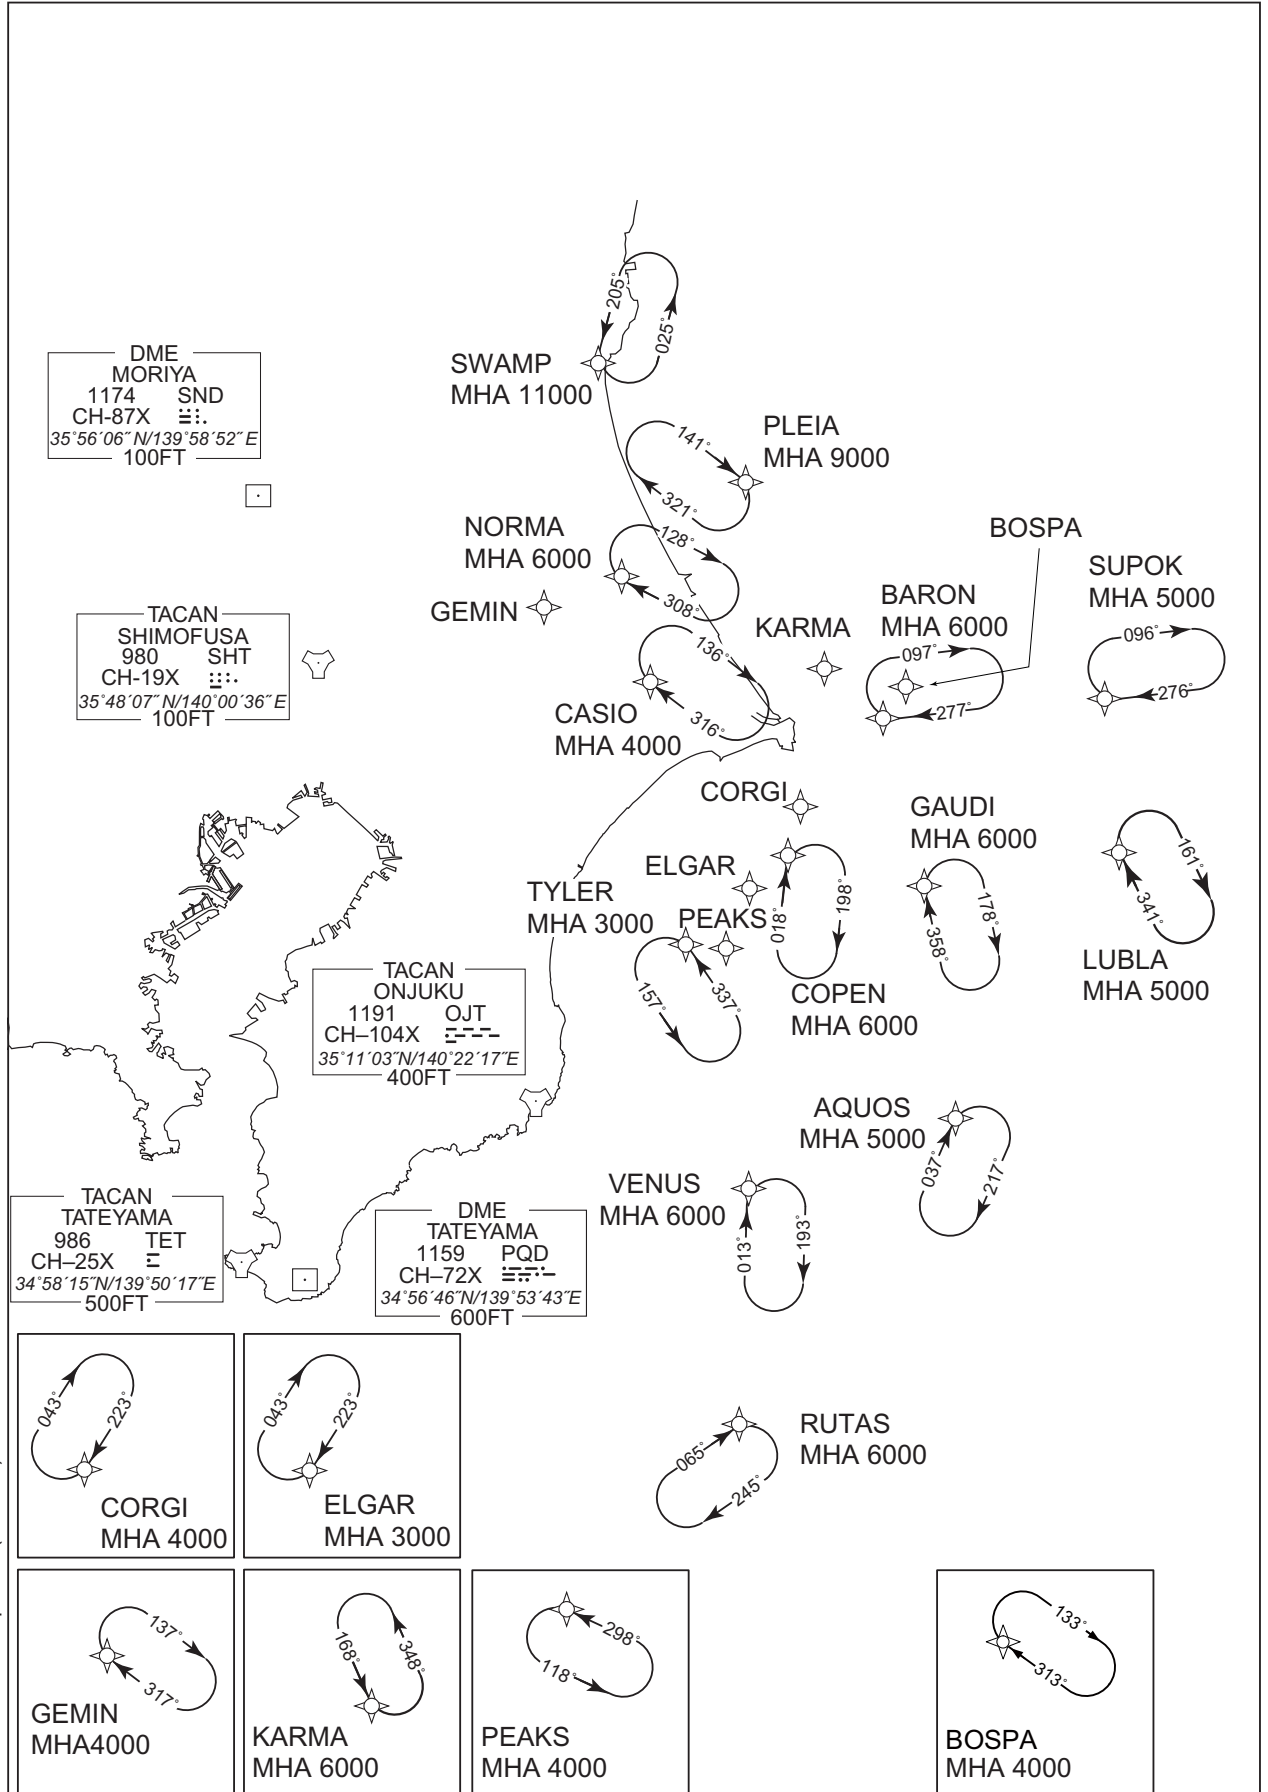 205°
025°
SWAMP
MHA 11000
DME
MORIYA
1174 SND
CH-87X
35°56´06˝N/139°58´52˝E
100FT
141°
321°
PLEIA
MHA 9000
NORMA
MHA 6000
128°
308°
BOSPA
GEMIN
SUPOK
MHA 5000
096°
276°
BARON
MHA 6000
097°
277°
KARMA
TACAN
SHIMOFUSA
980 SHT
CH-19X
35°48´07˝N/140°00´36˝E
100FT
136°
316°
CASIO
MHA 4000
CORGI
GAUDI
MHA 6000
178°
358°
161°
341°
LUBLA
MHA 5000
ELGAR
TYLER
MHA 3000
PEAKS
018°
198°
COPEN
MHA 6000
157°
337°
TACAN
ONJUKU
1191 OJT
CH–104X
35°11´03˝N/140°22´17˝E
400FT
AQUOS
MHA 5000
037°
217°
VENUS
MHA 6000
013°
193°
TACAN
TATEYAMA
986 TET
CH–25X
34°58´15˝N/139°50´17˝E
500FT
DME
TATEYAMA
1159 PQD
CH–72X
34°56´46˝N/139°53´43˝E
600FT
043°
223°
CORGI
MHA 4000
043°
223°
ELGAR
MHA 3000
065°
245°
RUTAS
MHA 6000
137°
317°
GEMIN
MHA4000
168°
348°
KARMA
MHA 6000
298°
118°
PEAKS
MHA 4000
133°
313°
BOSPA
MHA 4000